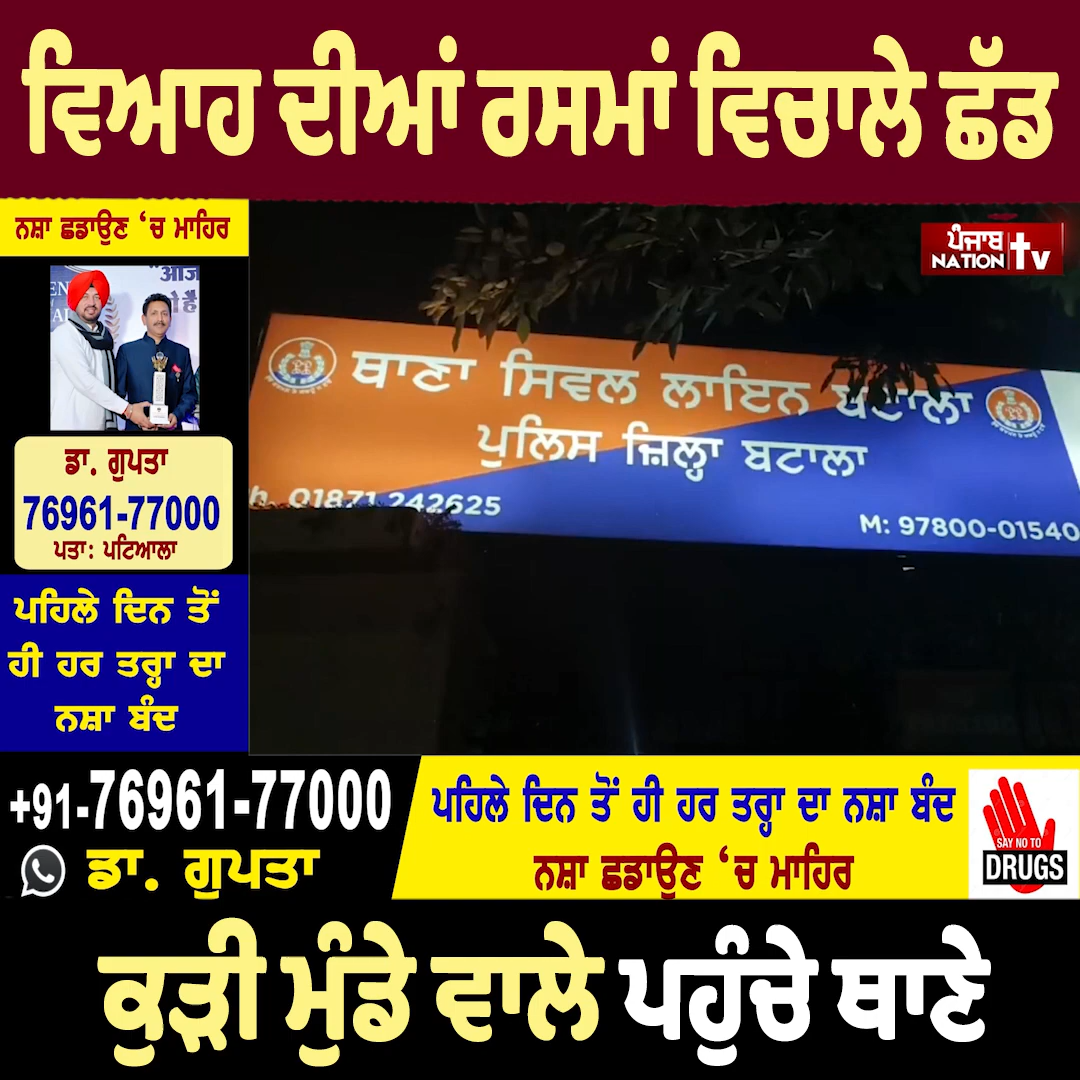 ਵਿਆਹ ਦੀਆਂ ਰਸਮਾਂ ਵਿਚਾਲੇ ਛੱਡ
ਨਸ਼ਾ ਛਡਾਉਣ ‘ਚ ਮਾਹਿਰ
"आज
ਡਾ. ਗੁਪਤਾ
76961-77000
ਪਤਾ: ਪਟਿਆਲਾ
ਪਹਿਲੇ ਦਿਨ ਤੋਂ
ਹੀ ਹਰ ਤਰ੍ਹਾ ਦਾ
ਨਸ਼ਾ ਬੰਦ
ਪੰਜਾਬ
NATION tv
ਥਾਣਾ ਸਿਵਲ ਲਾਇਨ ਬਟਾਲਾ
ਪੁਲਿਸ ਜ਼ਿਲ੍ਹਾ ਬਟਾਲਾ
h. 01871 242625
M: 97800-01540
+91-76961-77000
ਡਾ. ਗੁਪਤਾ
ਪਹਿਲੇ ਦਿਨ ਤੋਂ ਹੀ ਹਰ ਤਰ੍ਹਾ ਦਾ ਨਸ਼ਾ ਬੰਦ
ਨਸ਼ਾ ਛਡਾਉਣ ‘ਚ ਮਾਹਿਰ
SAY NO TO
DRUGS
ਕੁੜੀ ਮੁੰਡੇ ਵਾਲੇ ਪਹੁੰਚੇ ਥਾਣੇ